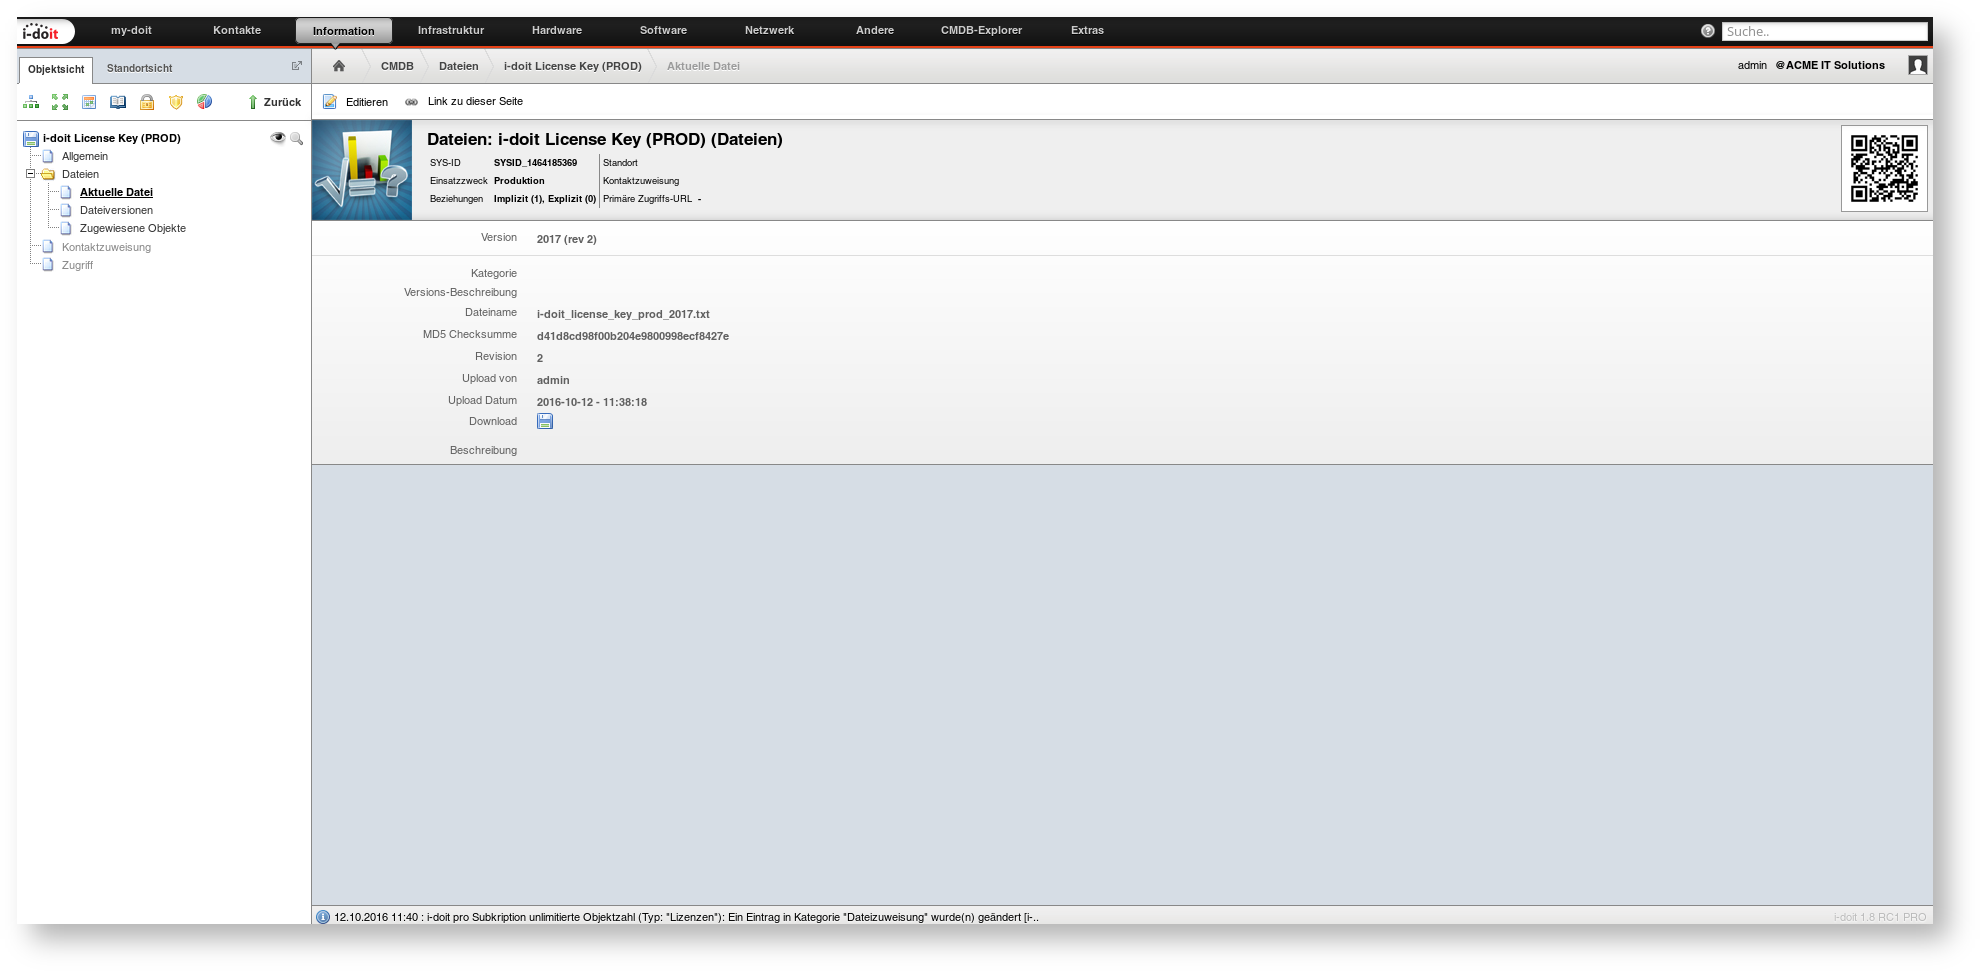 i-doit my-doit Kontakte Information Infrastruktur Hardware Software Netzwerk Andere CMDB-Explorer Extras Suche..
Objektsicht Standortsicht
CMDB Dateien i-doit License Key (PROD) Aktuelle Datei admin @ACME IT Solutions
Zurück
Editieren Link zu dieser Seite
i-doit License Key (PROD)
Allgemein
Dateien
Aktuelle Datei
Dateiversionen
Zugewiesene Objekte
Kontaktzuweisung
Zugriff
Dateien: i-doit License Key (PROD) (Dateien)
SYS-ID SYSID_1464185369 Standort
Einsatzzweck Produktion Kontaktzuweisung
Beziehungen Implizit (1), Explizit (0) Primäre Zugriffs-URL -
Version 2017 (rev 2)
Kategorie
Versions-Beschreibung
Dateiname i-doit_license_key_prod_2017.txt
MD5 Checksumme d41d8cd98f00b204e9800998ecf8427e
Revision 2
Upload von admin
Upload Datum 2016-10-12 - 11:38:18
Download
Beschreibung
12.10.2016 11:40 : i-doit pro Subkription unlimitierte Objektzahl (Typ: "Lizenzen"): Ein Eintrag in Kategorie "Dateizuweisung" wurde(n) geändert [i-..
i-doit 1.8 RC1 PRO